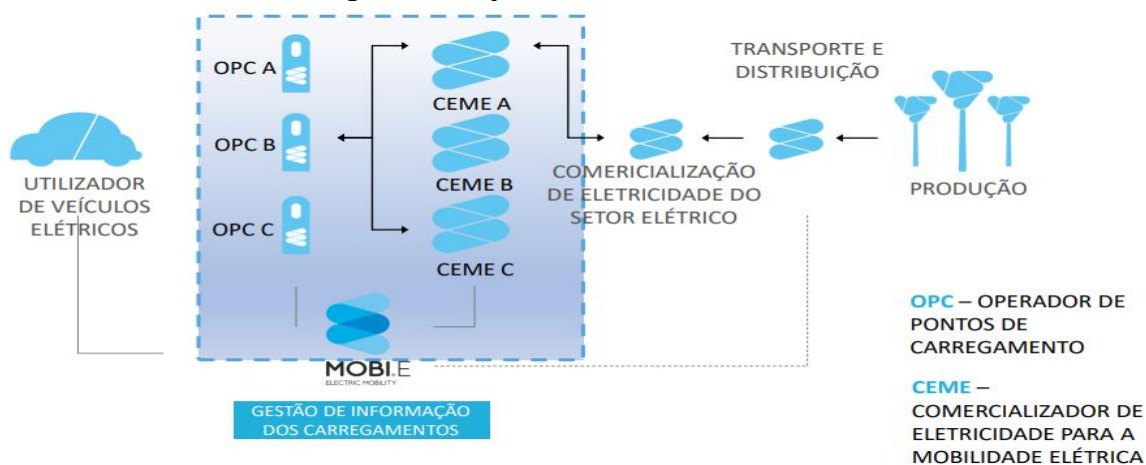 OPC A
OPC B
OPC C
CEME A
CEME B
CEME C
UTILIZADOR
DE VEÍCULOS
ELÉTRICOS
COMERICIALIZAÇÃO
DE ELETRICIDADE DO
SETOR ELÉTRICO
TRANSPORTE E
DISTRIBUIÇÃO
PRODUÇÃO
MOBI.E
ELECTRIC MOBILITY
GESTÃO DE INFORMAÇÃO
DOS CARREGAMENTOS
OPC – OPERADOR DE
PONTOS DE
CARREGAMENTO
CEME –
COMERCIALIZADOR DE
ELETRICIDADE PARA A
MOBILIDADE ELÉTRICA